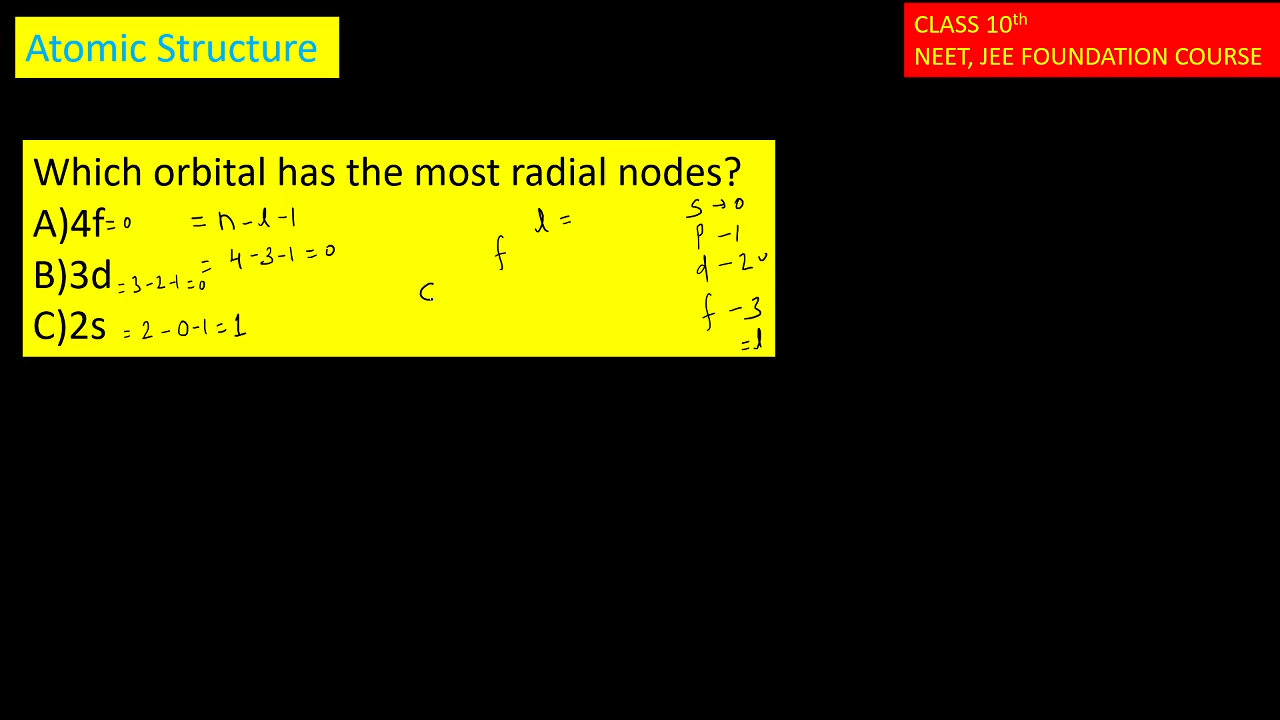 Atomic Structure
CLASS 10th
NEET, JEE FOUNDATION COURSE
Which orbital has the most radial nodes?
A)4f = 0
= n - l - 1
= 4 - 3 - 1 = 0
B)3d = 3 - 2 - 1 = 0
C)2s = 2 - 0 - 1 = 1
l =
f
C
s → 0
p - 1
d - 2
f - 3
= l